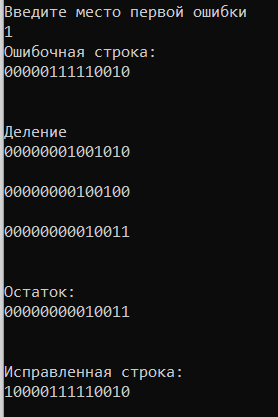 Введите место первой ошибки
1
Ошибочная строка:
00000111110010
Деление
00000001001010
00000000100100
00000000010011
Остаток:
00000000010011
Исправленная строка:
10000111110010